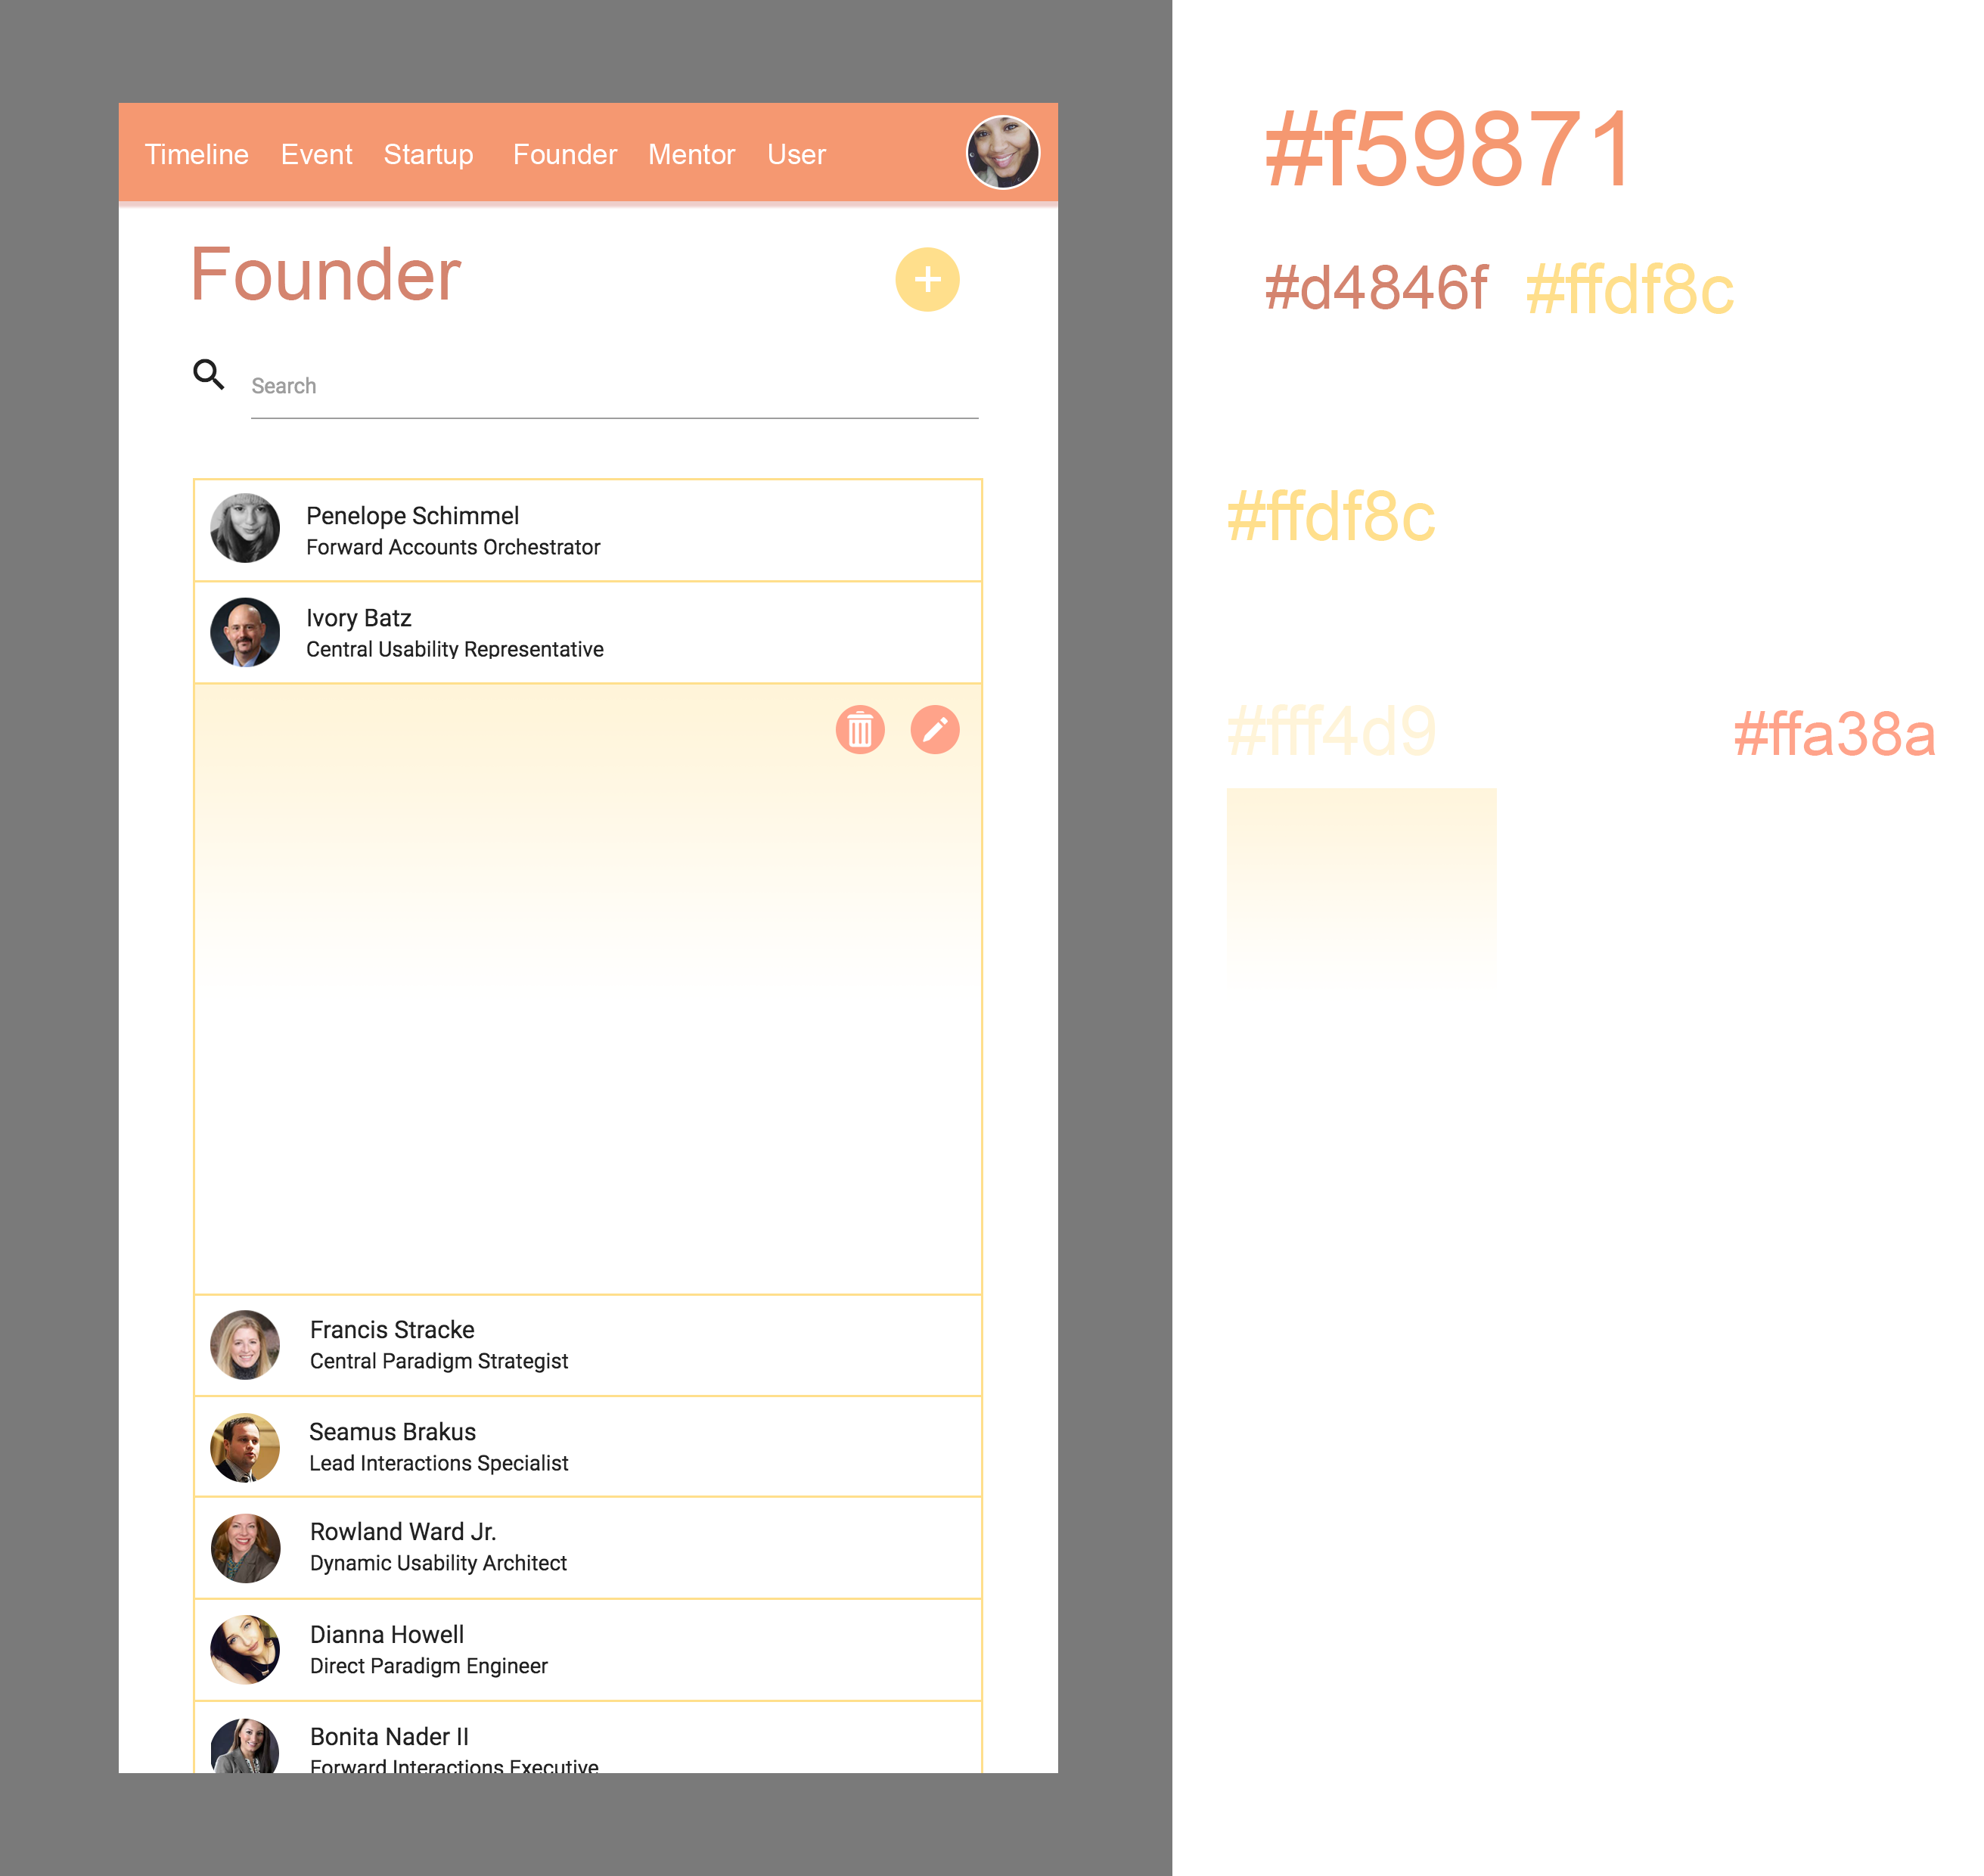 Timeline Event Startup Founder Mentor User
Founder
Search
Penelope Schimmel
Forward Accounts Orchestrator
Ivory Batz
Central Usability Representative
Francis Stracke
Central Paradigm Strategist
Seamus Brakus
Lead Interactions Specialist
Rowland Ward Jr.
Dynamic Usability Architect
Dianna Howell
Direct Paradigm Engineer
Bonita Nader II
Forward Interactions Executive
#f59871
#d4846f #ffdf8c
#ffdf8c
#fff4d9 #ffa38a